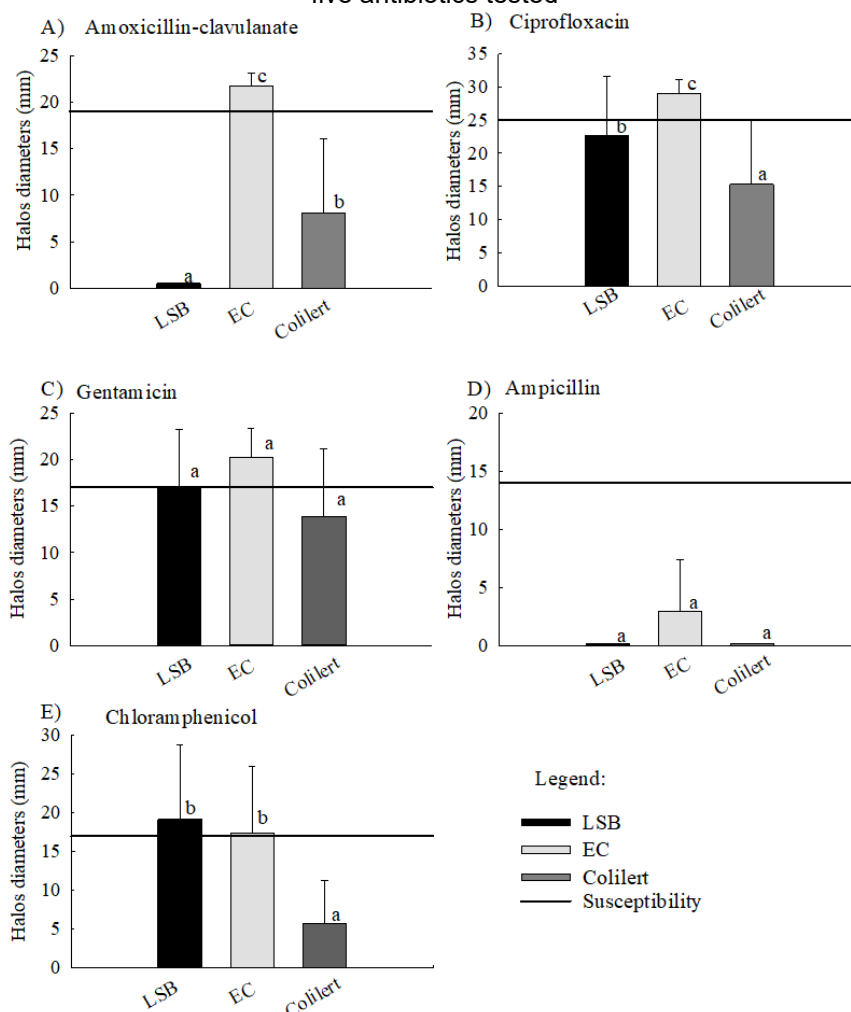 five antibiotics tested
A) Amoxicillin-clavulanate
Halos diameters (mm)
25
20
15
10
5
0
a
c
b
LSB
EC
Colilert
B) Ciprofloxacin
Halos diameters (mm)
35
30
25
20
15
10
5
0
b
c
a
LSB
EC
Colilert
C) Gentamicin
Halos diameters (mm)
25
20
15
10
5
0
a
a
a
LSB
EC
Colilert
D) Ampicillin
Halos diameters (mm)
20
15
10
5
0
a
a
a
LSB
EC
Colilert
E) Chloramphenicol
Halos diameters (mm)
30
25
20
15
10
5
0
b
b
a
LSB
EC
Colilert
Legend:
LSB
EC
Colilert
Susceptibility